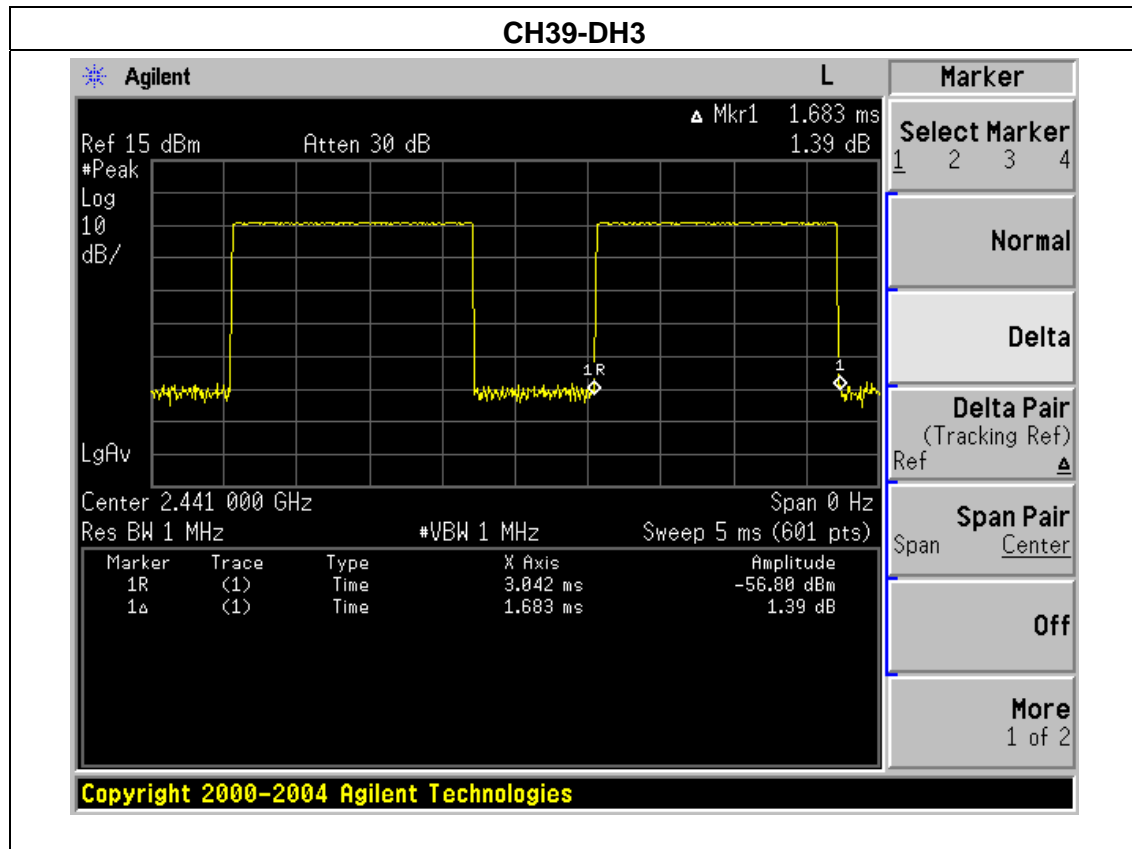 CH39-DH3
Agilent L
Δ Mkr1 1.683 ms
Ref 15 dBm Atten 30 dB 1.39 dB
#Peak
Log
10
dB/
1R
1
LgAv
Center 2.441 000 GHz Span 0 Hz
Res BW 1 MHz #VBW 1 MHz Sweep 5 ms (601 pts)
Marker Trace Type X Axis Amplitude
1R (1) Time 3.042 ms -56.80 dBm
1Δ (1) Time 1.683 ms 1.39 dB
Marker
Select Marker
1 2 3 4
Normal
Delta
Delta Pair
(Tracking Ref)
Ref Δ
Span Pair
Span Center
Off
More
1 of 2
Copyright 2000-2004 Agilent Technologies